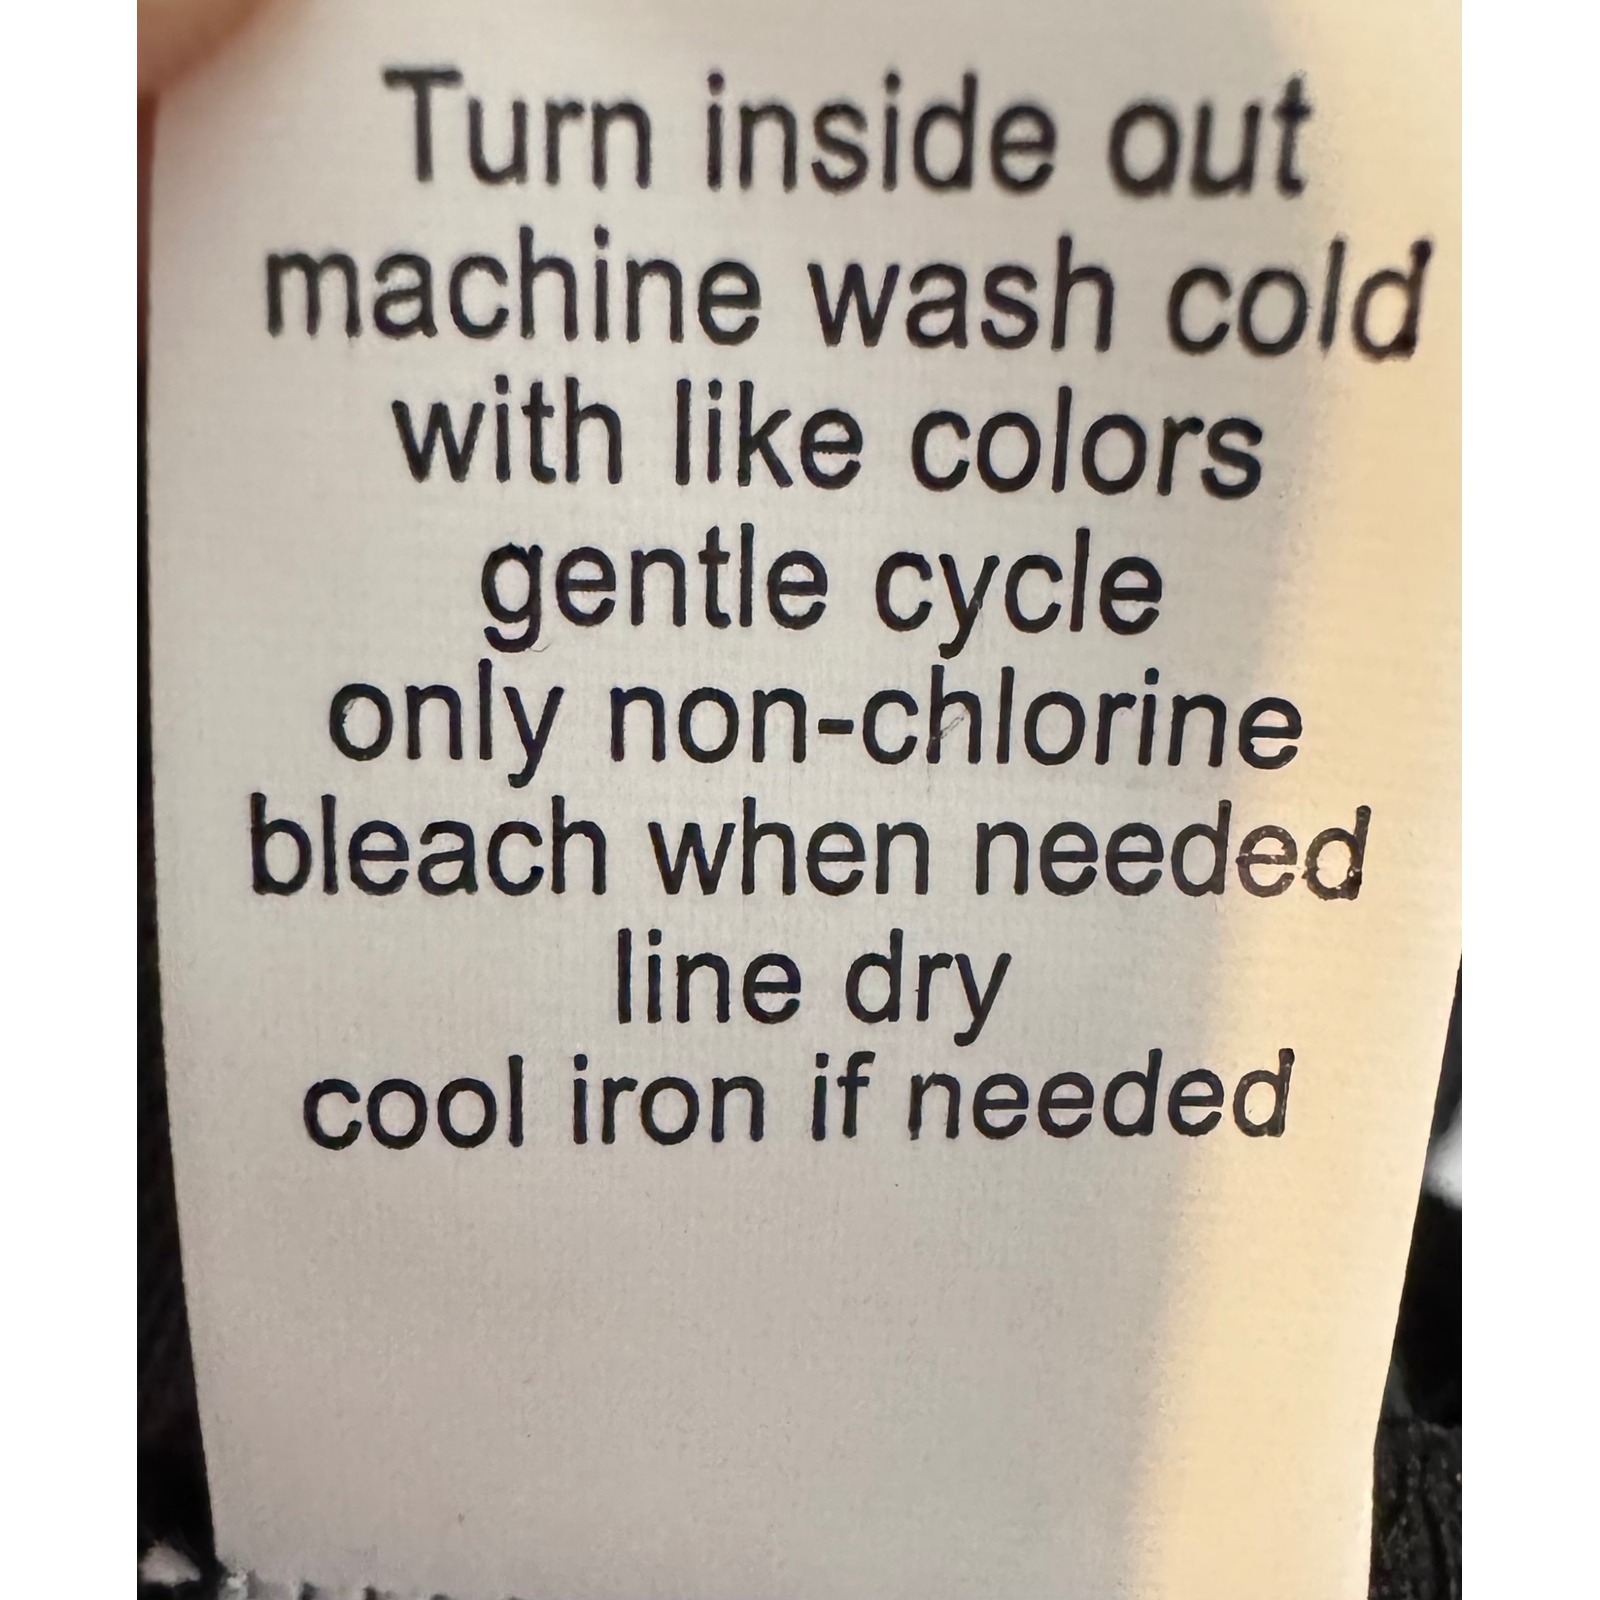 Turn inside out
machine wash cold
with like colors
gentle cycle
only non-chlorine
bleach when needed
line dry
cool iron if needed